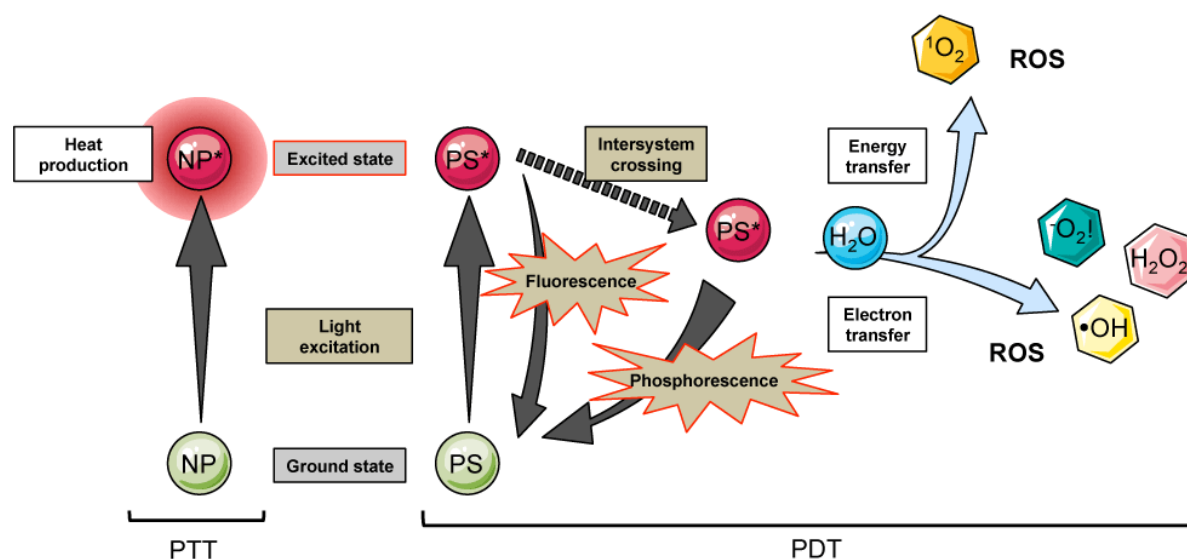 ¹O₂
ROS
Heat
production
NP*
Excited state
PS*
Intersystem
crossing
Energy
transfer
PS*
H₂O
⁻O₂!
H₂O₂
Fluorescence
Light
excitation
Electron
transfer
•OH
ROS
Phosphorescence
NP
Ground state
PS
PTT
PDT